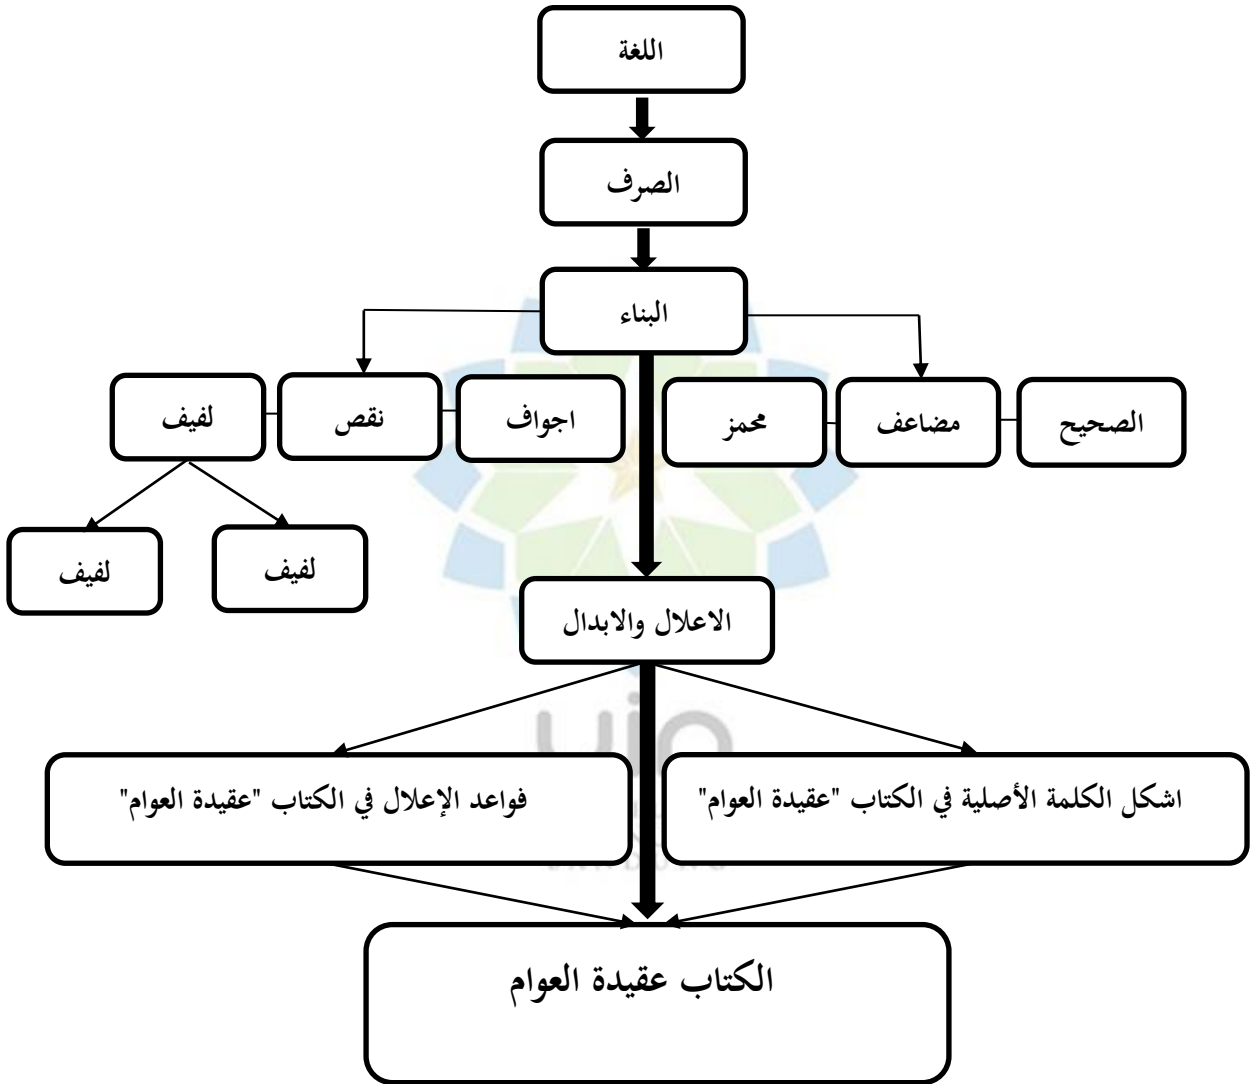 اللغة
الصرف
البناء
الصحيح
مضاعف
محمز
اجواف
نقص
لفيف
لفيف
لفيف
الاعلال والابدال
اشكل الكلمة الأصلية في الكتاب "عقيدة العوام"
فواعد الإعلال في الكتاب "عقيدة العوام"
الكتاب عقيدة العوام
uin